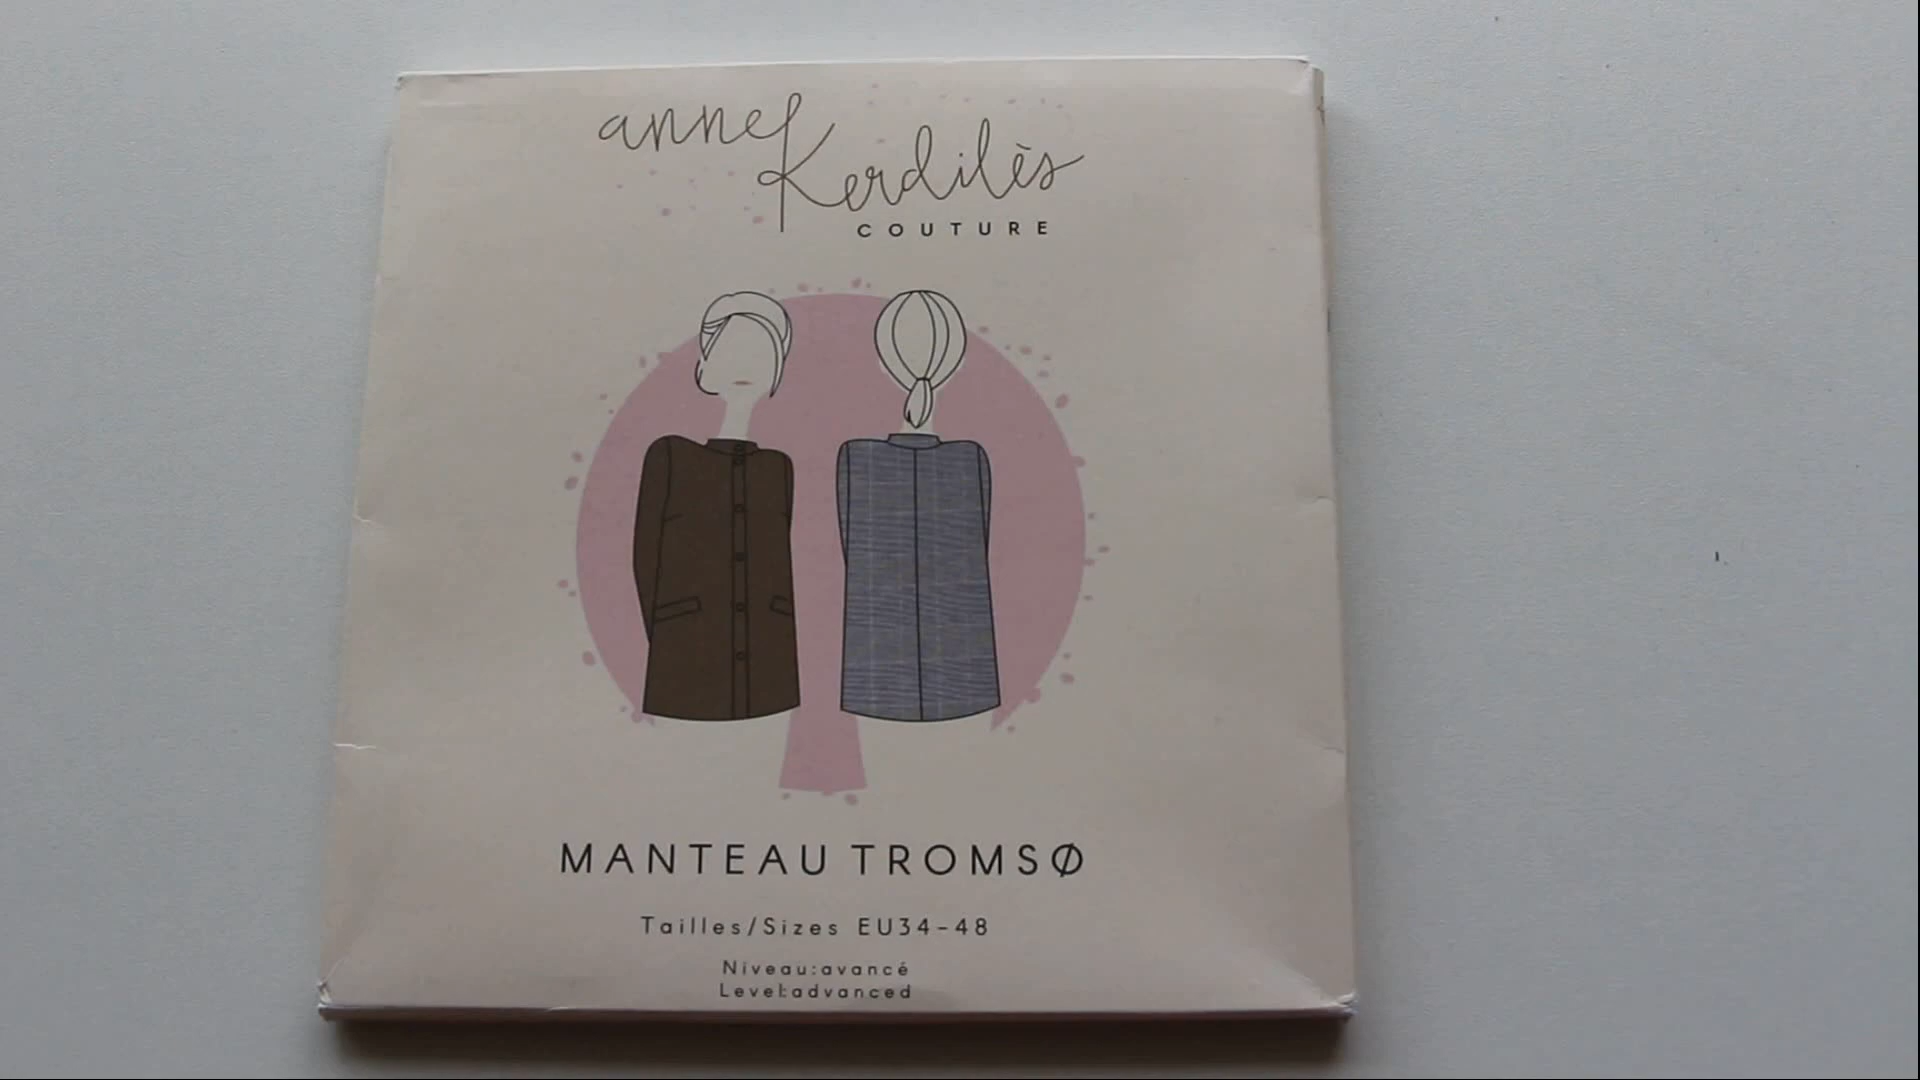 anne
Kerdilès
COUTURE
MANTEAU TROMSØ
Tailles/Sizes EU34-48
Niveau:avancé
Level:advanced